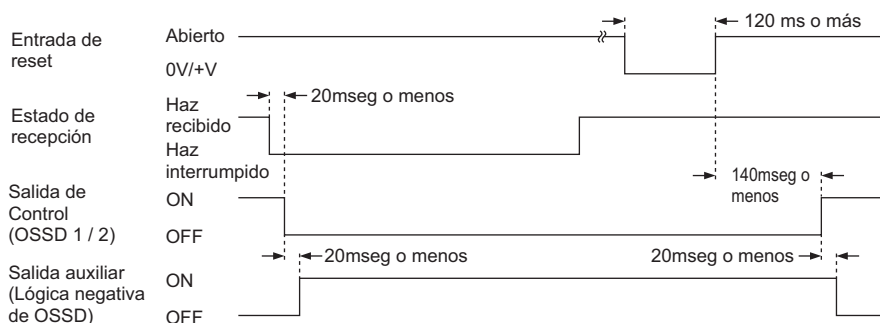 Entrada de
reset
Abierto
0V/+V
120 ms o más
Estado de
recepción
Haz
recibido
Haz
interrumpido
20mseg o menos
140mseg o
menos
Salida de
Control
(OSSD 1 / 2)
ON
OFF
20mseg o menos
20mseg o menos
Salida auxiliar
(Lógica negativa
de OSSD)
ON
OFF